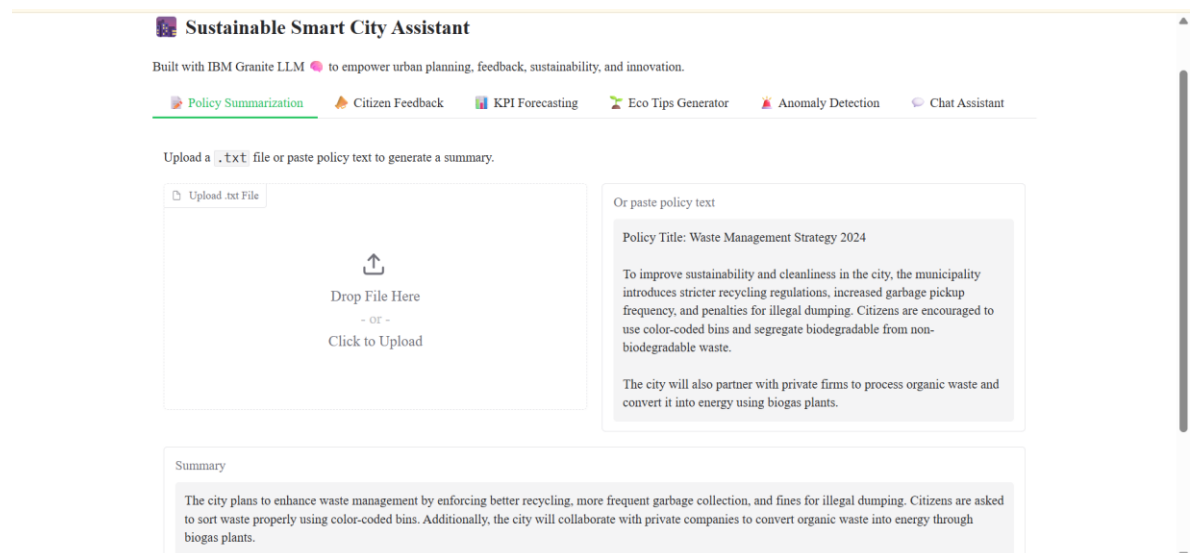 Sustainable Smart City Assistant
Built with IBM Granite LLM 🧠 to empower urban planning, feedback, sustainability, and innovation.
Policy Summarization Citizen Feedback KPI Forecasting Eco Tips Generator Anomaly Detection Chat Assistant
Upload a .txt file or paste policy text to generate a summary.
Upload .txt File
Drop File Here
- or -
Click to Upload
Or paste policy text
Policy Title: Waste Management Strategy 2024
To improve sustainability and cleanliness in the city, the municipality
introduces stricter recycling regulations, increased garbage pickup
frequency, and penalties for illegal dumping. Citizens are encouraged to
use color-coded bins and segregate biodegradable from non-
biodegradable waste.
The city will also partner with private firms to process organic waste and
convert it into energy using biogas plants.
Summary
The city plans to enhance waste management by enforcing better recycling, more frequent garbage collection, and fines for illegal dumping. Citizens are asked
to sort waste properly using color-coded bins. Additionally, the city will collaborate with private companies to convert organic waste into energy through
biogas plants.